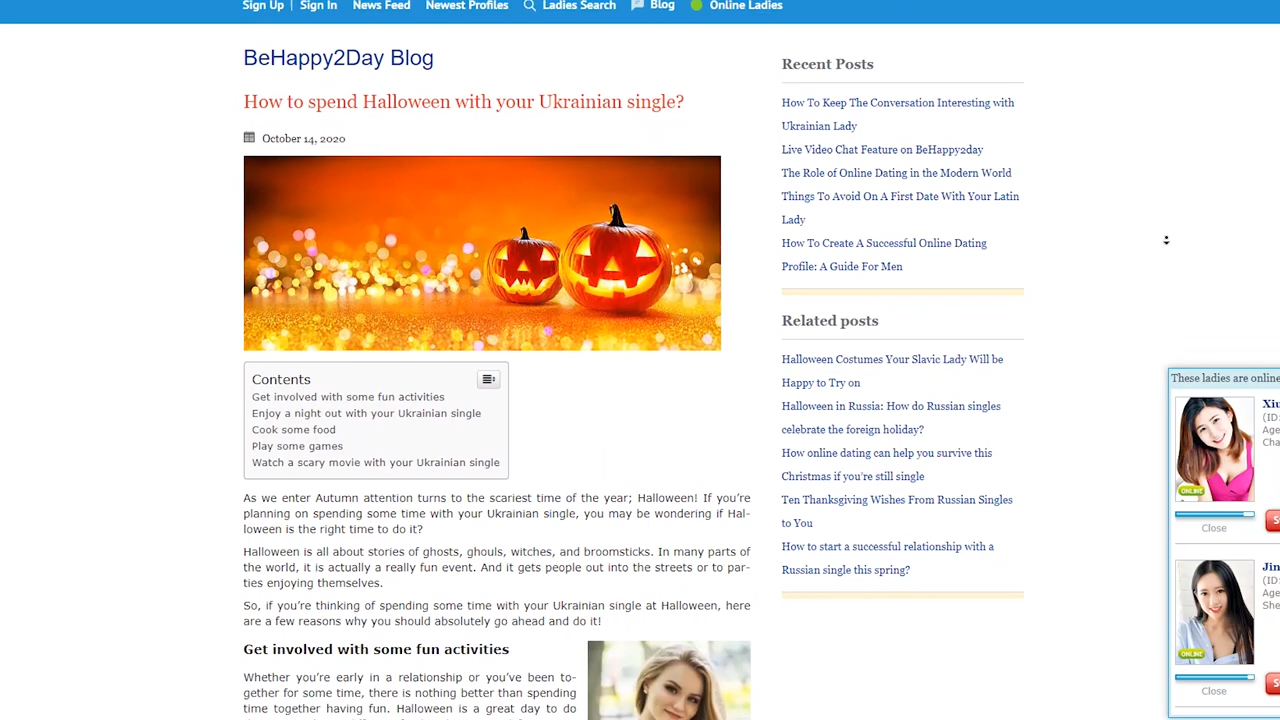 Sign Up | Sign In News Feed Newest Profiles Ladies Search Blog Online Ladies
BeHappy2Day Blog
How to spend Halloween with your Ukrainian single?
October 14, 2020
Contents
Get involved with some fun activities
Enjoy a night out with your Ukrainian single
Cook some food
Play some games
Watch a scary movie with your Ukrainian single
As we enter Autumn attention turns to the scariest time of the year; Halloween! If you're
planning on spending some time with your Ukrainian single, you may be wondering if Hal-
loween is the right time to do it?
Halloween is all about stories of ghosts, ghouls, witches, and broomsticks. In many parts of
the world, it is actually a really fun event. And it gets people out into the streets or to par-
ties enjoying themselves.
So, if you're thinking of spending some time with your Ukrainian single at Halloween, here
are a few reasons why you should absolutely go ahead and do it!
Get involved with some fun activities
Whether you're early in a relationship or you've been to-
gether for some time, there is nothing better than spending
time together having fun. Halloween is a great day to do
Recent Posts
How To Keep The Conversation Interesting with
Ukrainian Lady
Live Video Chat Feature on BeHappy2day
The Role of Online Dating in the Modern World
Things To Avoid On A First Date With Your Latin
Lady
How To Create A Successful Online Dating
Profile: A Guide For Men
Related posts
Halloween Costumes Your Slavic Lady Will be
Happy to Try on
Halloween in Russia: How do Russian singles
celebrate the foreign holiday?
How online dating can help you survive this
Christmas if you're still single
Ten Thanksgiving Wishes From Russian Singles
to You
How to start a successful relationship with a
Russian single this spring?
These ladies are online
Xiu
(ID:
Age
Cha
ONLINE
Close
S
Jin
(ID:
Age
She
ONLINE
Close
S